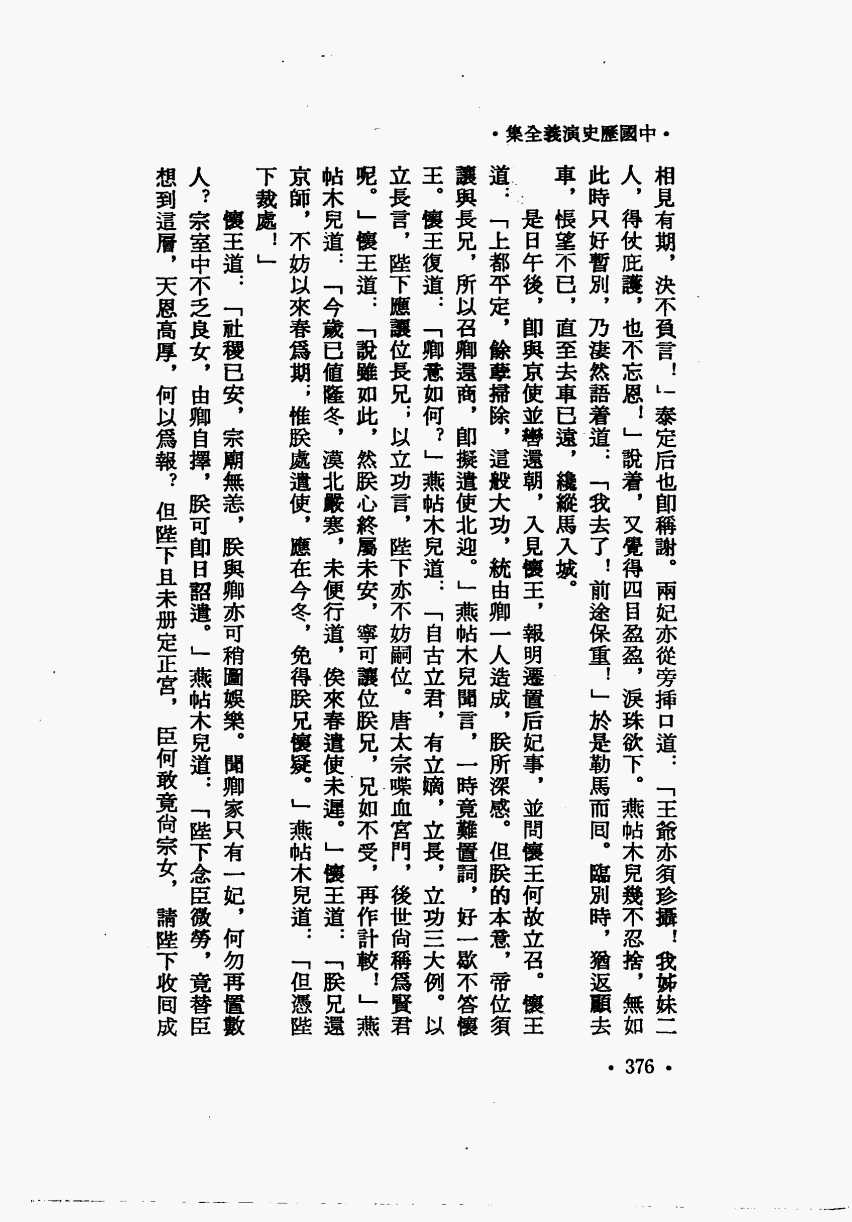 •中國歷史演義全集•
相見有期，決不負言！」泰定后也卽稱謝。兩妃亦從旁挿口道：「王爺亦須珍攝！我姊妹二
人，得仗庇護，也不忘恩！」說着，又覺得四目盈盈，淚珠欲下。燕帖木兒幾不忍捨，無如
此時只好暫別，乃淒然語着道：「我去了！前途保重！」於是勒馬而囘。臨別時，猶返顧去
車，悵望不已，直至去車已遠，纔縱馬入城。
是日午後，卽與京使並轡還朝，入見懷王，報明遷置后妃事，並問懷王何故立召。懷王
道：「上都平定，餘孽掃除，這般大功，統由卿一人造成，朕所深感。但朕的本意，帝位須
讓與長兄，所以召卿還商，卽擬遣使北迎。」燕帖木兒聞言，一時竟難置詞，好一歇不答懷
王。懷王復道：「卿意如何？」燕帖木兒道：「自古立君，有立嫡，立長，立功三大例。以
立長言，陛下應讓位長兄；以立功言，陛下亦不妨嗣位。唐太宗喋血宮門，後世尙稱爲賢君
呢。」懷王道：「說雖如此，然朕心終屬未安，寧可讓位朕兄，兄如不受，再作計較！」燕
帖木兒道：「今歲已値隆冬，漠北嚴寒，未便行道，俟來春遣使未遲。」懷王道：「朕兄還
京師，不妨以來春爲期；惟朕處遣使，應在今冬，免得朕兄懷疑。」燕帖木兒道：「但憑陛
下裁處！」
懷王道：「社稷已安，宗廟無恙，朕與卿亦可稍圖娛樂。聞卿家只有一妃，何勿再置數
人？宗室中不乏良女，由卿自擇，朕可卽日詔遣。」燕帖木兒道：「陛下念臣微勞，竟替臣
想到這層，天恩高厚，何以爲報？但陛下且未册定正宮，臣何敢竟尙宗女，請陛下收囘成
•376•